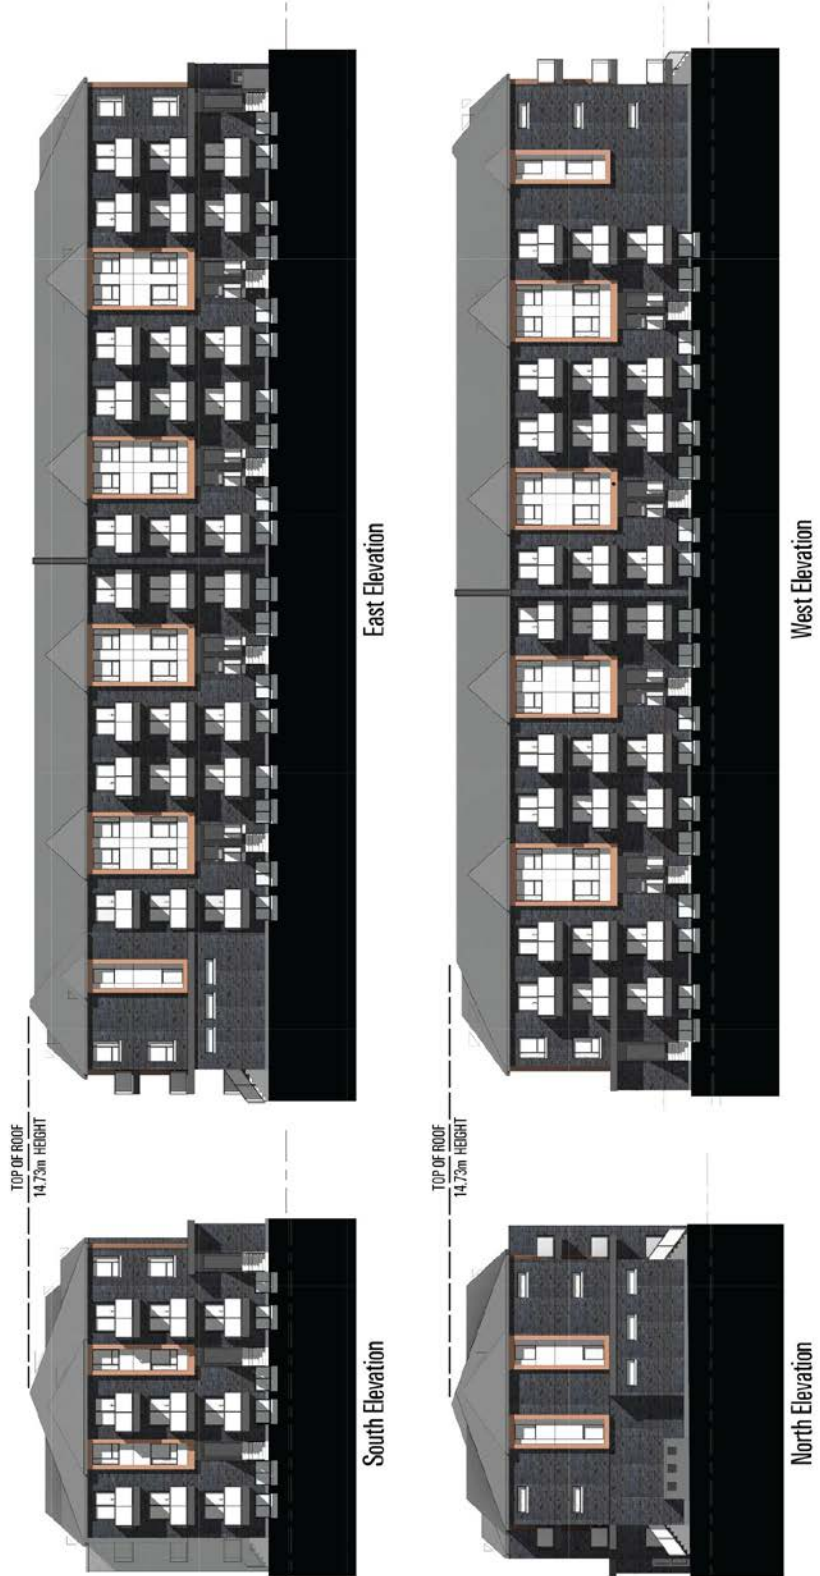 TOP OF ROOF
14.73m HEIGHT
South Elevation
East Elevation
TOP OF ROOF
14.73m HEIGHT
North Elevation
West Elevation